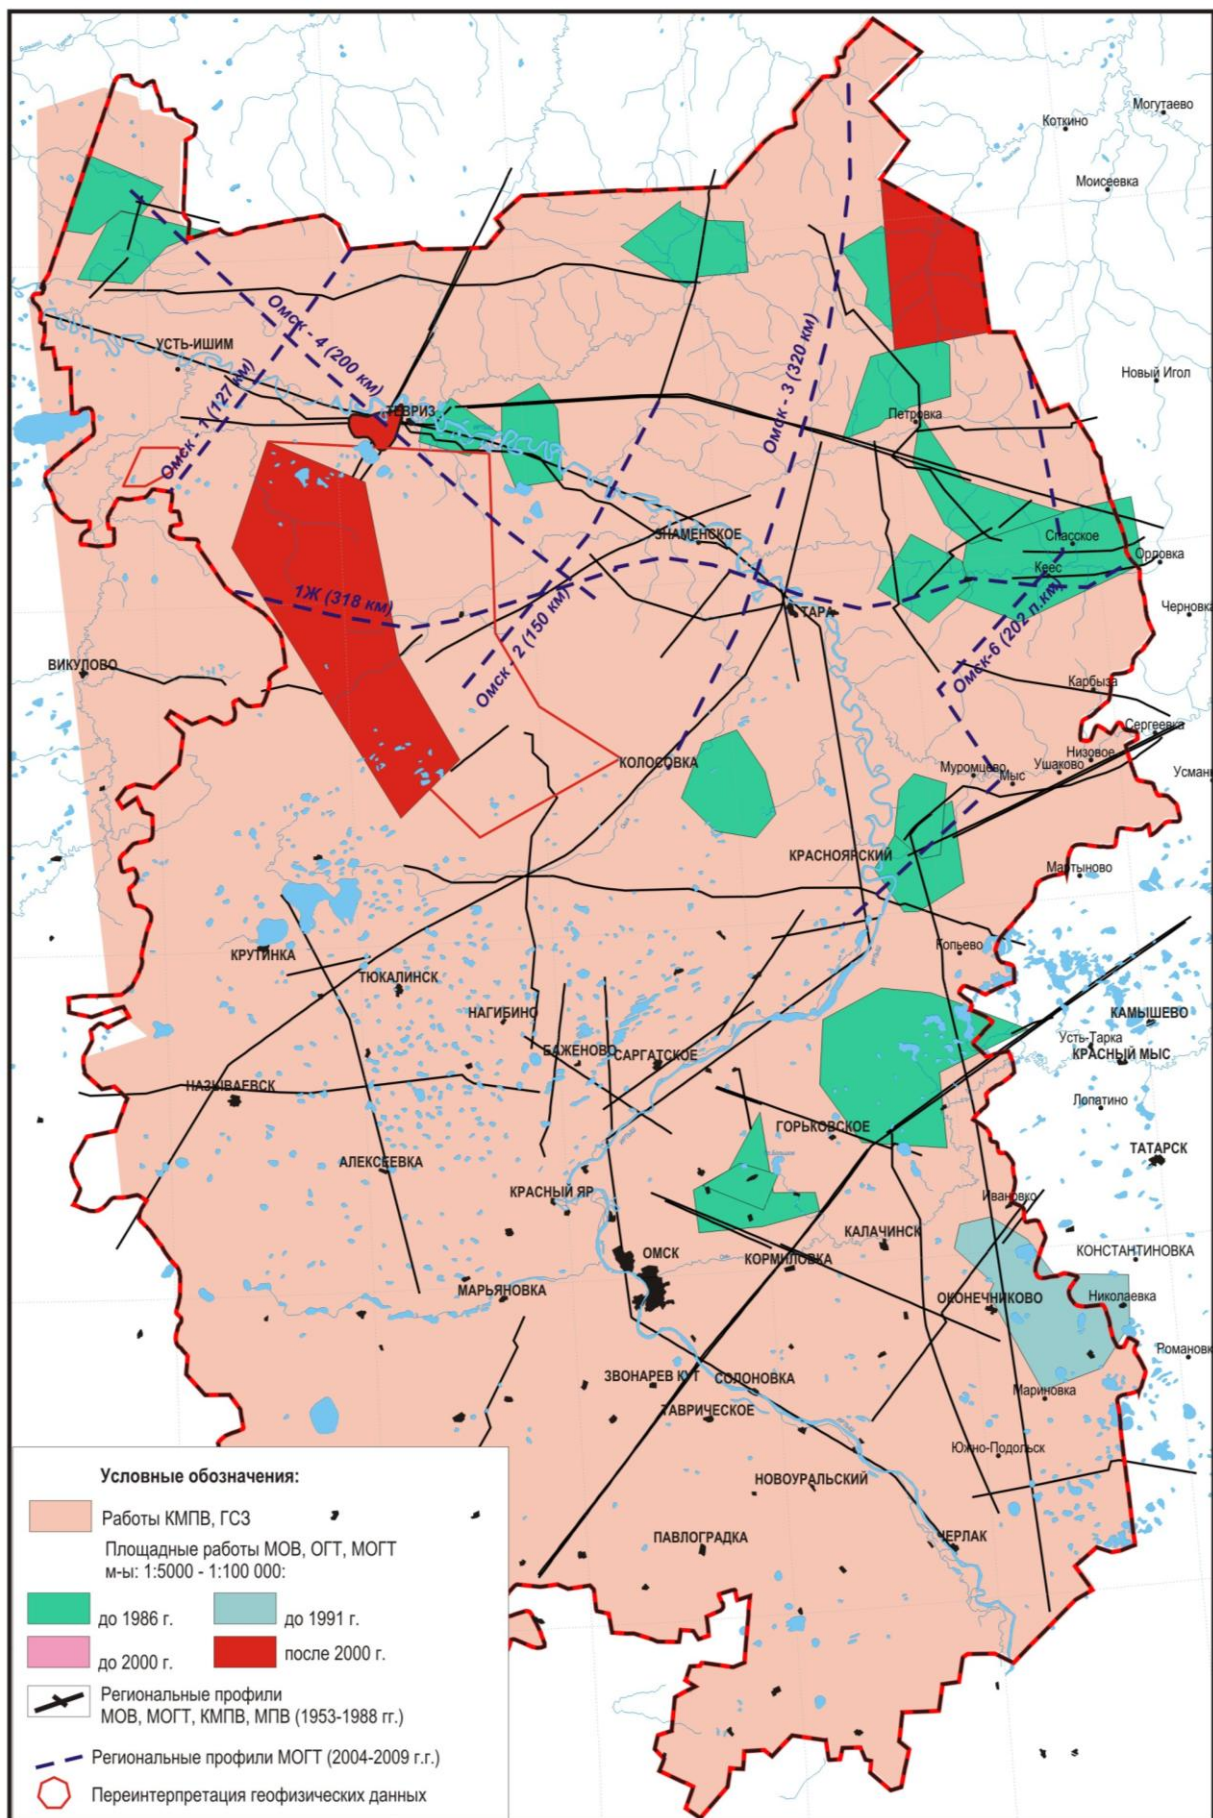 Могутаево
Коткино
Моисеевка
Омск - 4 (200 км)
Омск - 3 (320 км)
УСТЬ-ИШИМ
Омск - 1 (127 км)
Новый Игол
ТЕВРИЗ
Петровка
ЗНАМЕНСКОЕ
Спасское
Орловка
Кеес
1Ж (318 км)
ТАРА
Черновка
Омск - 2 (150 км)
Омск-6 (202 п.км)
ВИКУЛОВО
Карбыза
Сергеевка
КОЛОСОВКА
Низовое
Муромцево
Ушаково
Мыс
КРАСНОЯРСКИЙ
Мартыново
КРУТИНКА
Копьево
ТЮКАЛИНСК
НАГИБИНО
КАМЫШЕВО
БАЖЕНОВО
САРГАТСКОЕ
Усть-Тарка
КРАСНЫЙ МЫС
НАЗЫВАЕВСК
Лопатино
ГОРЬКОВСКОЕ
ТАТАРСК
АЛЕКСЕЕВКА
КРАСНЫЙ ЯР
Ивановко
КАЛАЧИНСК
ОМСК
КОРМИЛОВКА
КОНСТАНТИНОВКА
МАРЬЯНОВКА
ОКОНЕЧНИКОВО
Николаевка
Романовк
ЗВОНАРЕВ КУТ
СОЛОНОВКА
Мариновка
ТАВРИЧЕСКОЕ
Южно-Подольск
НОВОУРАЛЬСКИЙ
ПАВЛОГРАДКА
ЧЕРЛАК
Условные обозначения:
Работы КМПВ, ГСЗ
Площадные работы МОВ, ОГТ, МОГТ
м-ы: 1:5000 - 1:100 000:
до 1986 г.
до 1991 г.
до 2000 г.
после 2000 г.
Региональные профили
МОВ, МОГТ, КМПВ, МПВ (1953-1988 гг.)
Региональные профили МОГТ (2004-2009 г.г.)
Переинтерпретация геофизических данных